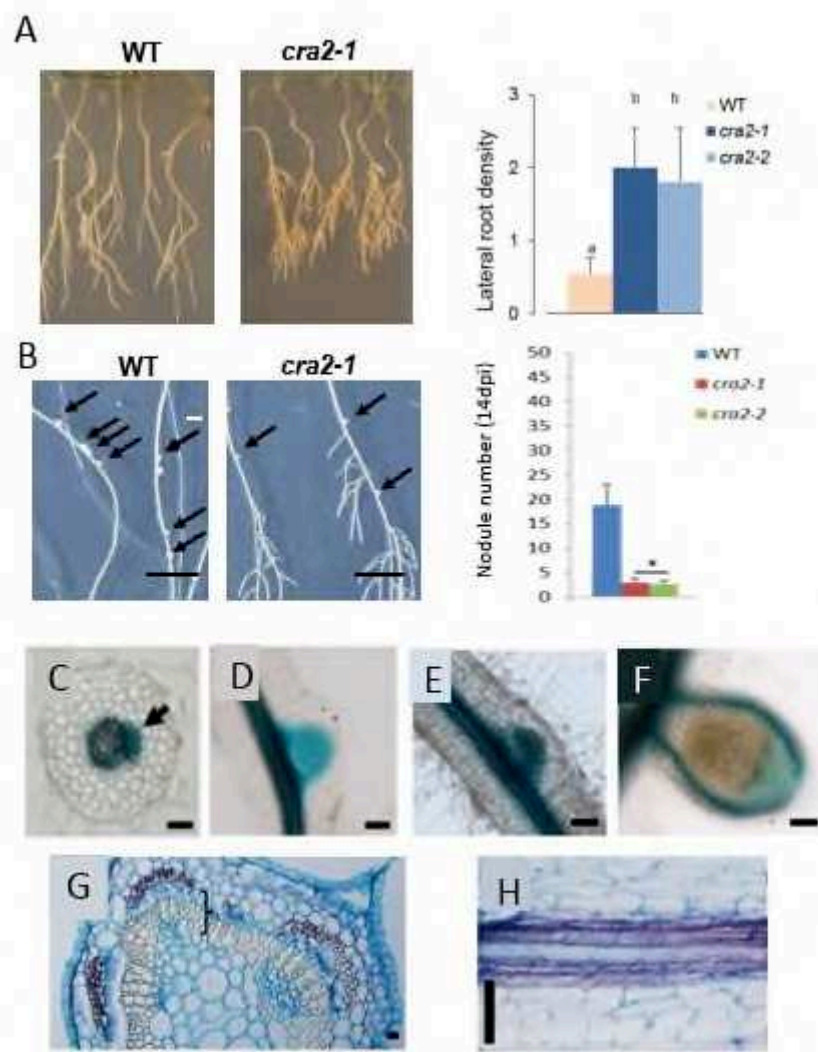 A
WT
cra2-1
Lateral root density
3
2
1
0
a
b b
WT
cra2-1
cra2-2
B
WT
cra2-1
Nodule number (14dpi)
50
45
40
35
30
25
20
15
10
5
0
*
WT
cra2-1
cra2-2
C
D
E
F
G
H